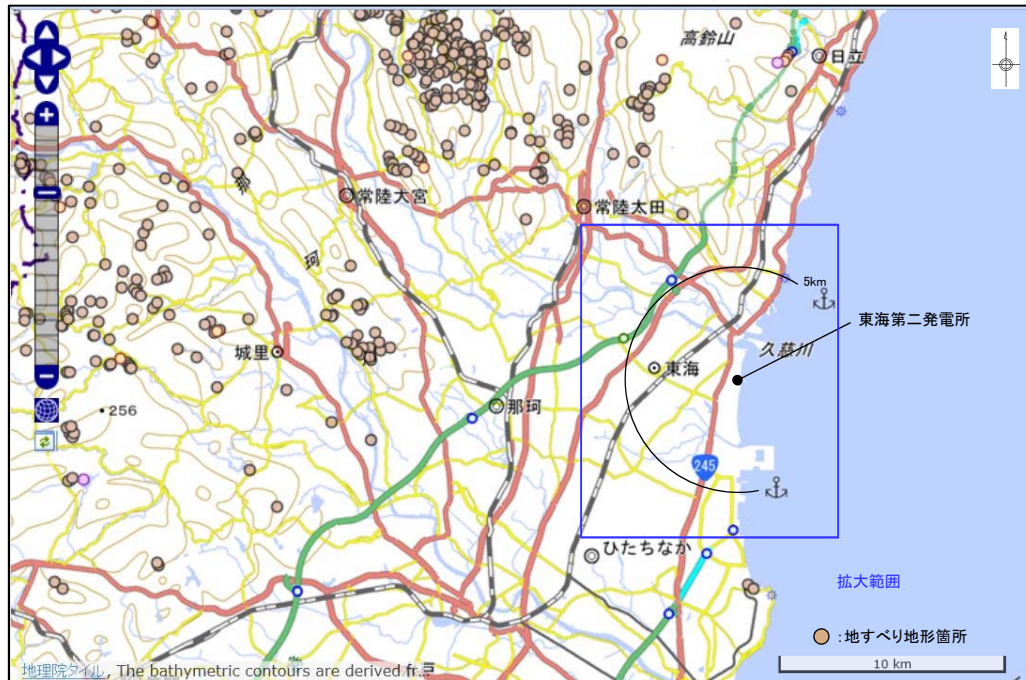 高鈴山
日立
那
珂
常陸大宮
常陸太田
5km
東海第二発電所
久慈川
城里
東海
那珂
256
245
ひたちなか
拡大範囲
:地すべり地形箇所
10 km
地理院タイル, The bathymetric contours are derived fr...